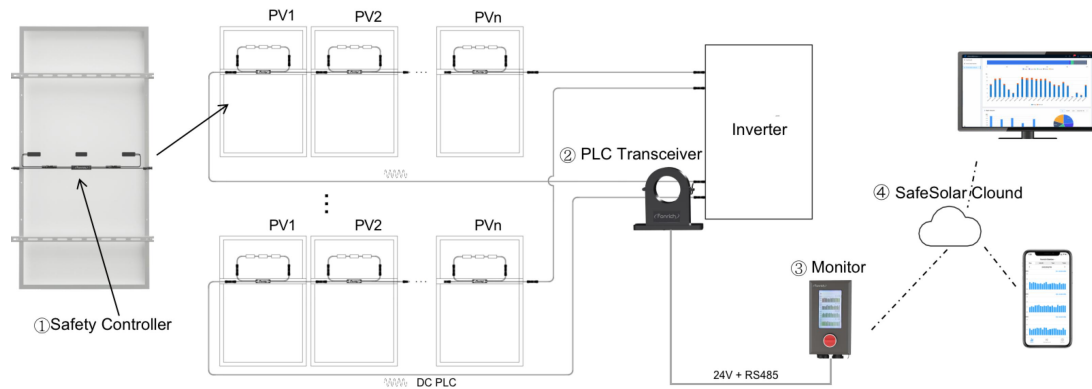 PV1
PV2
PVn
Inverter
② PLC Transceiver
④ SafeSolar Clound
PV1
PV2
PVn
③ Monitor
①Safety Controller
24V + RS485
DC PLC